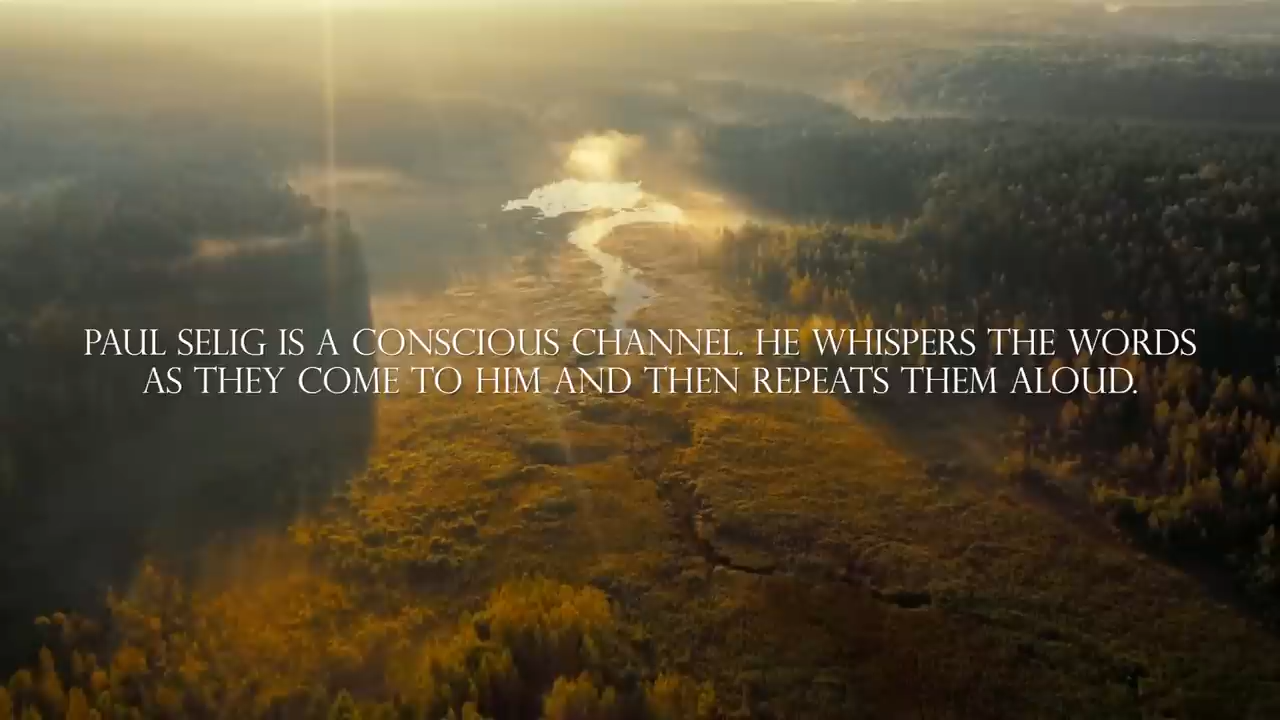 PAUL SELIG IS A CONSCIOUS CHANNEL. HE WHISPERS THE WORDS
AS THEY COME TO HIM AND THEN REPEATS THEM ALOUD.